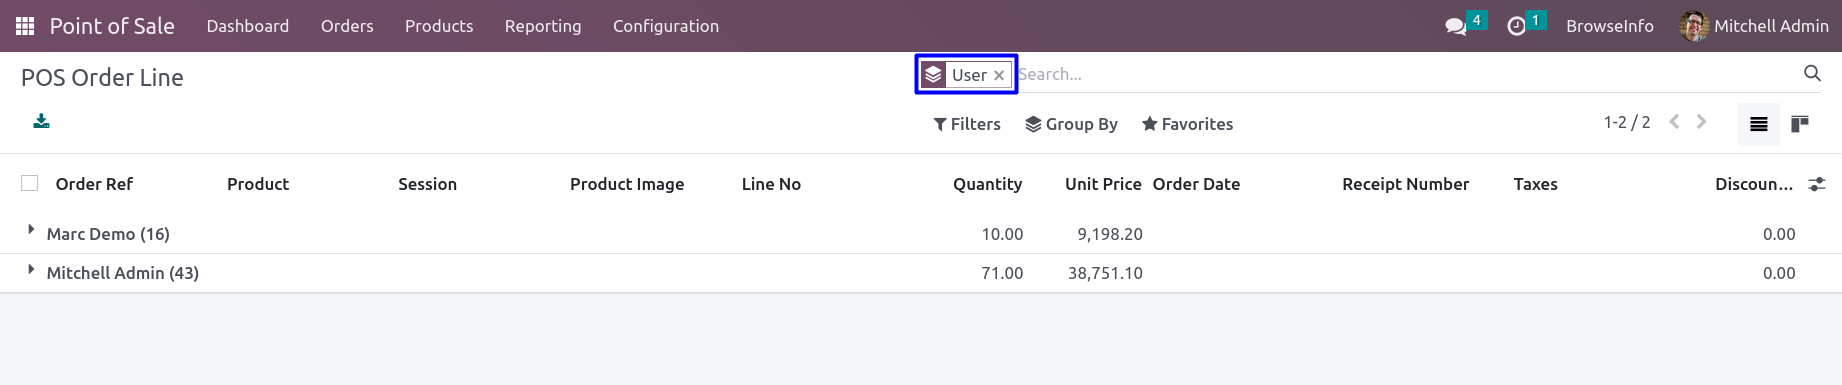 Point of Sale Dashboard Orders Products Reporting Configuration 4 1 BrowseInfo Mitchell Admin
POS Order Line User × Search...
Filters Group By Favorites 1-2 / 2
Order Ref Product Session Product Image Line No Quantity Unit Price Order Date Receipt Number Taxes Discoun...
Marc Demo (16) 10.00 9,198.20 0.00
Mitchell Admin (43) 71.00 38,751.10 0.00